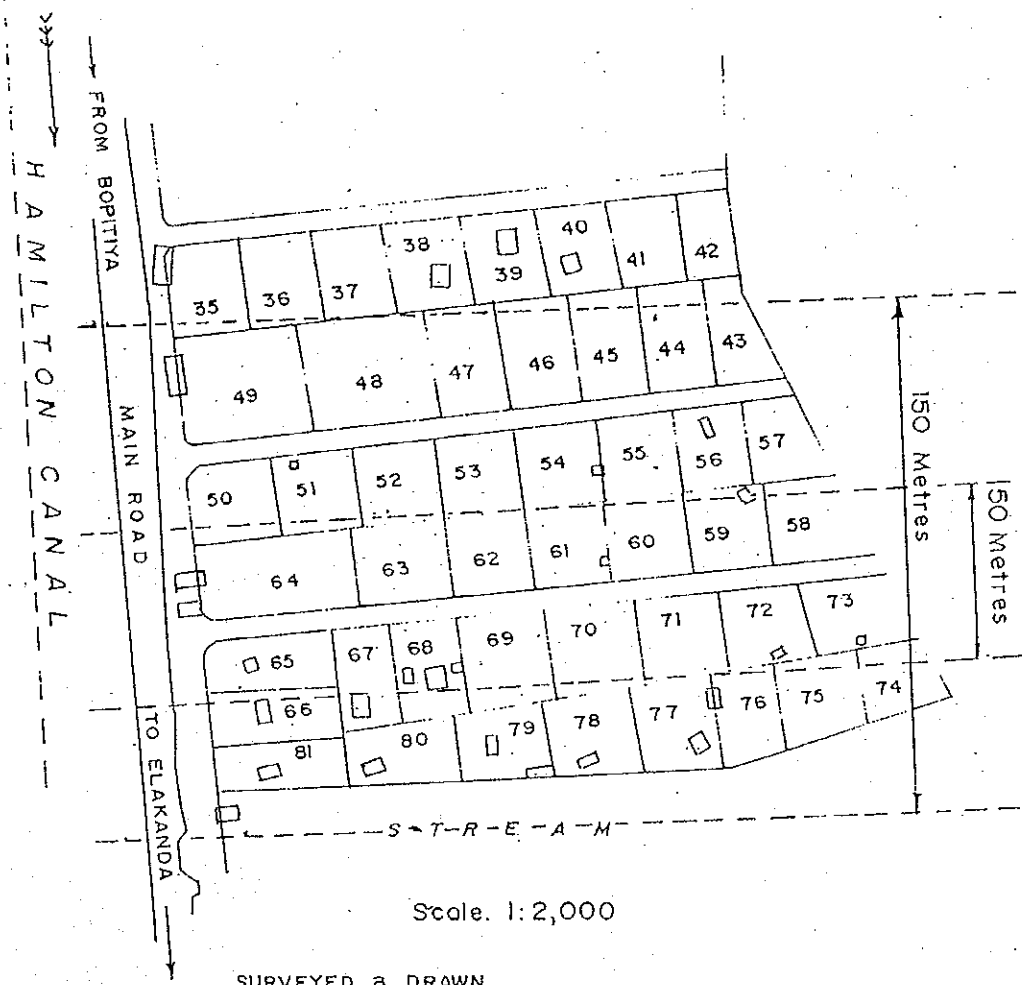 FROM BOPITIYA
HAMILTON CANAL
MAIN ROAD
TO ELAKANDA
35 36 37 38 39 40 41 42
49 48 47 46 45 44 43
150 Metres
50 51 52 53 54 55 56 57
50 Metres
64 63 62 61 60 59 58
65 67 68 69 70 71 72 73
66
81 80 79 78 77 76 75 74
S-T-R-E-A-M
Scale. 1:2,000
SURVEYED & DRAWN